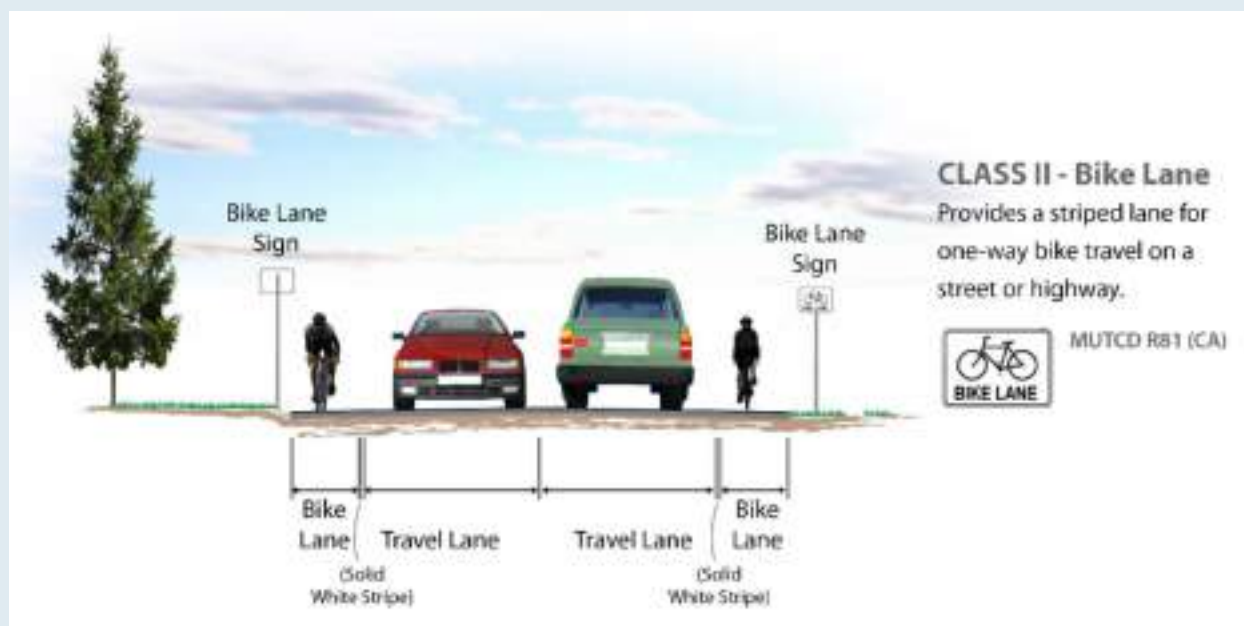 CLASS II - Bike Lane
Provides a striped lane for
one-way bike travel on a
street or highway.
MUTCD R81 (CA)
BIKE LANE
Bike Lane
Sign
Bike Lane
Sign
Bike
Lane
(Solid
White Stripe)
Travel Lane
Travel Lane
(Solid
White Stripe)
Bike
Lane